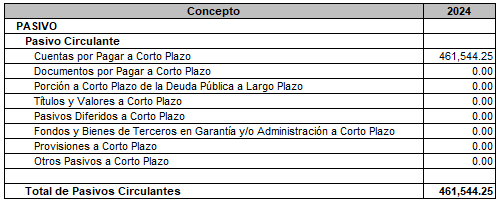 Concepto 2024
PASIVO
Pasivo Circulante
Cuentas por Pagar a Corto Plazo 461,544.25
Documentos por Pagar a Corto Plazo 0.00
Porción a Corto Plazo de la Deuda Pública a Largo Plazo 0.00
Títulos y Valores a Corto Plazo 0.00
Pasivos Diferidos a Corto Plazo 0.00
Fondos y Bienes de Terceros en Garantía y/o Administración a Corto Plazo 0.00
Provisiones a Corto Plazo 0.00
Otros Pasivos a Corto Plazo 0.00
Total de Pasivos Circulantes 461,544.25